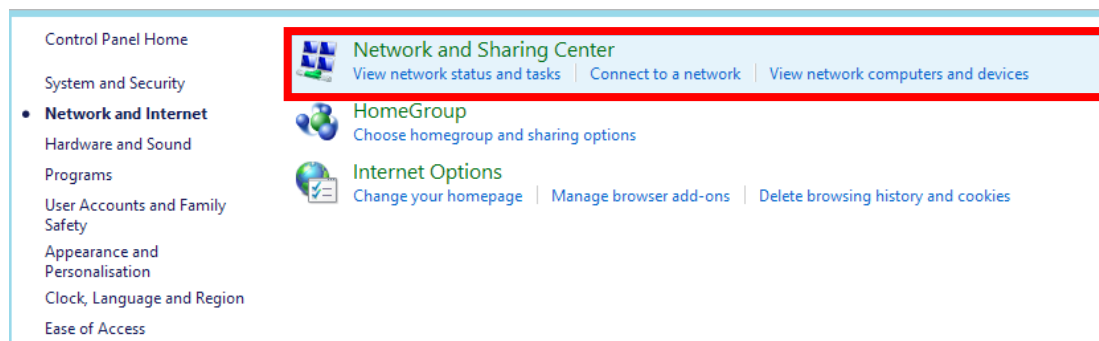 Control Panel Home
System and Security
Network and Internet
Hardware and Sound
Programs
User Accounts and Family
Safety
Appearance and
Personalisation
Clock, Language and Region
Ease of Access
Network and Sharing Center
View network status and tasks Connect to a network View network computers and devices
HomeGroup
Choose homegroup and sharing options
Internet Options
Change your homepage Manage browser add-ons Delete browsing history and cookies